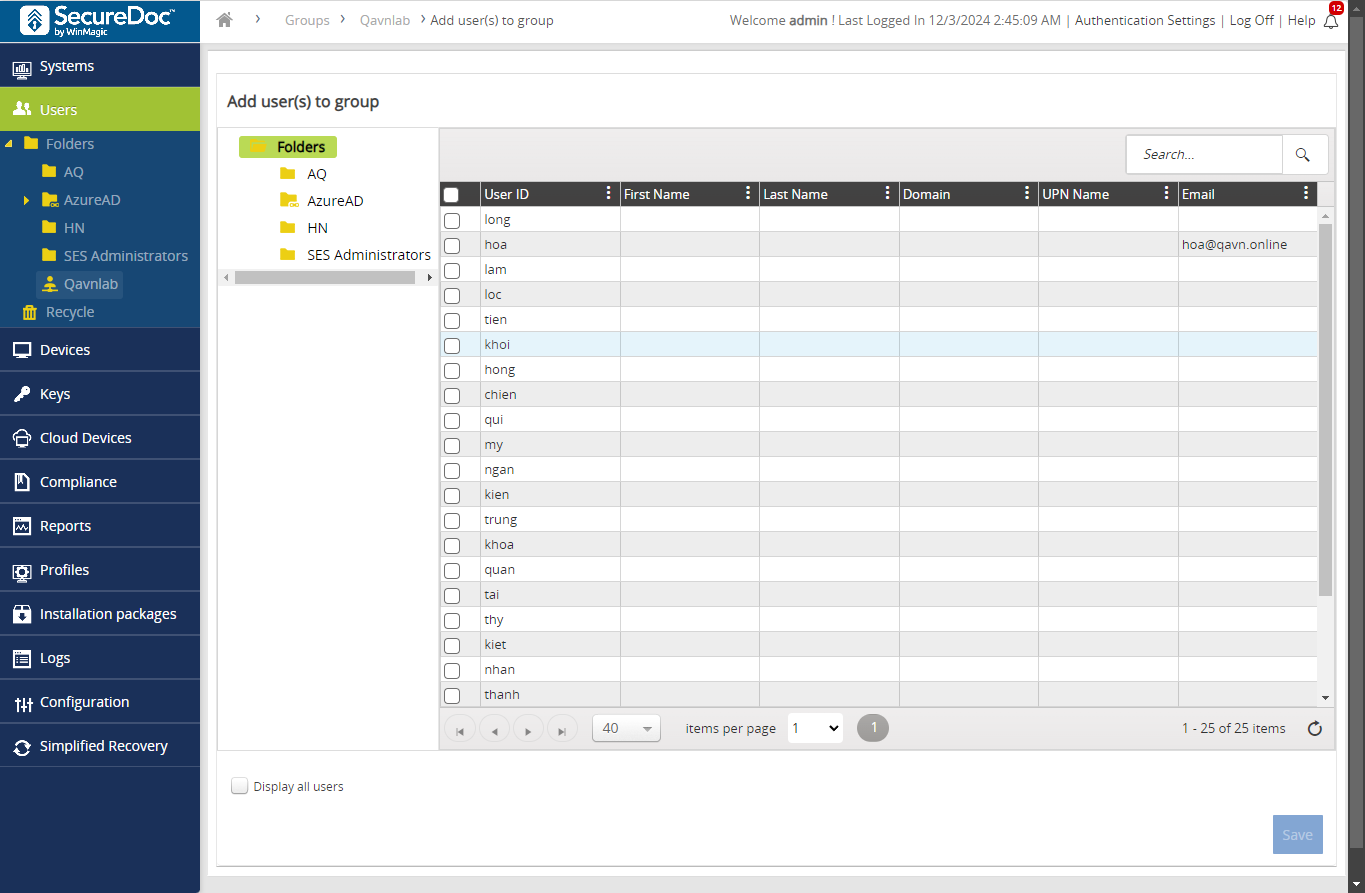 SecureDoc™
by WinMagic
Groups Qavnlab Add user(s) to group
Welcome admin ! Last Logged In 12/3/2024 2:45:09 AM | Authentication Settings | Log Off | Help
12
Systems
Users
Folders
AQ
AzureAD
HN
SES Administrators
Qavnlab
Recycle
Devices
Keys
Cloud Devices
Compliance
Reports
Profiles
Installation packages
Logs
Configuration
Simplified Recovery
Add user(s) to group
Folders
AQ
AzureAD
HN
SES Administrators
Search...
User ID First Name Last Name Domain UPN Name Email
long
hoa hoa@qavn.online
lam
loc
tien
khoi
hong
chien
qui
my
ngan
kien
trung
khoa
quan
tai
thy
kiet
nhan
thanh
40 items per page 1 1 1 - 25 of 25 items
Display all users
Save